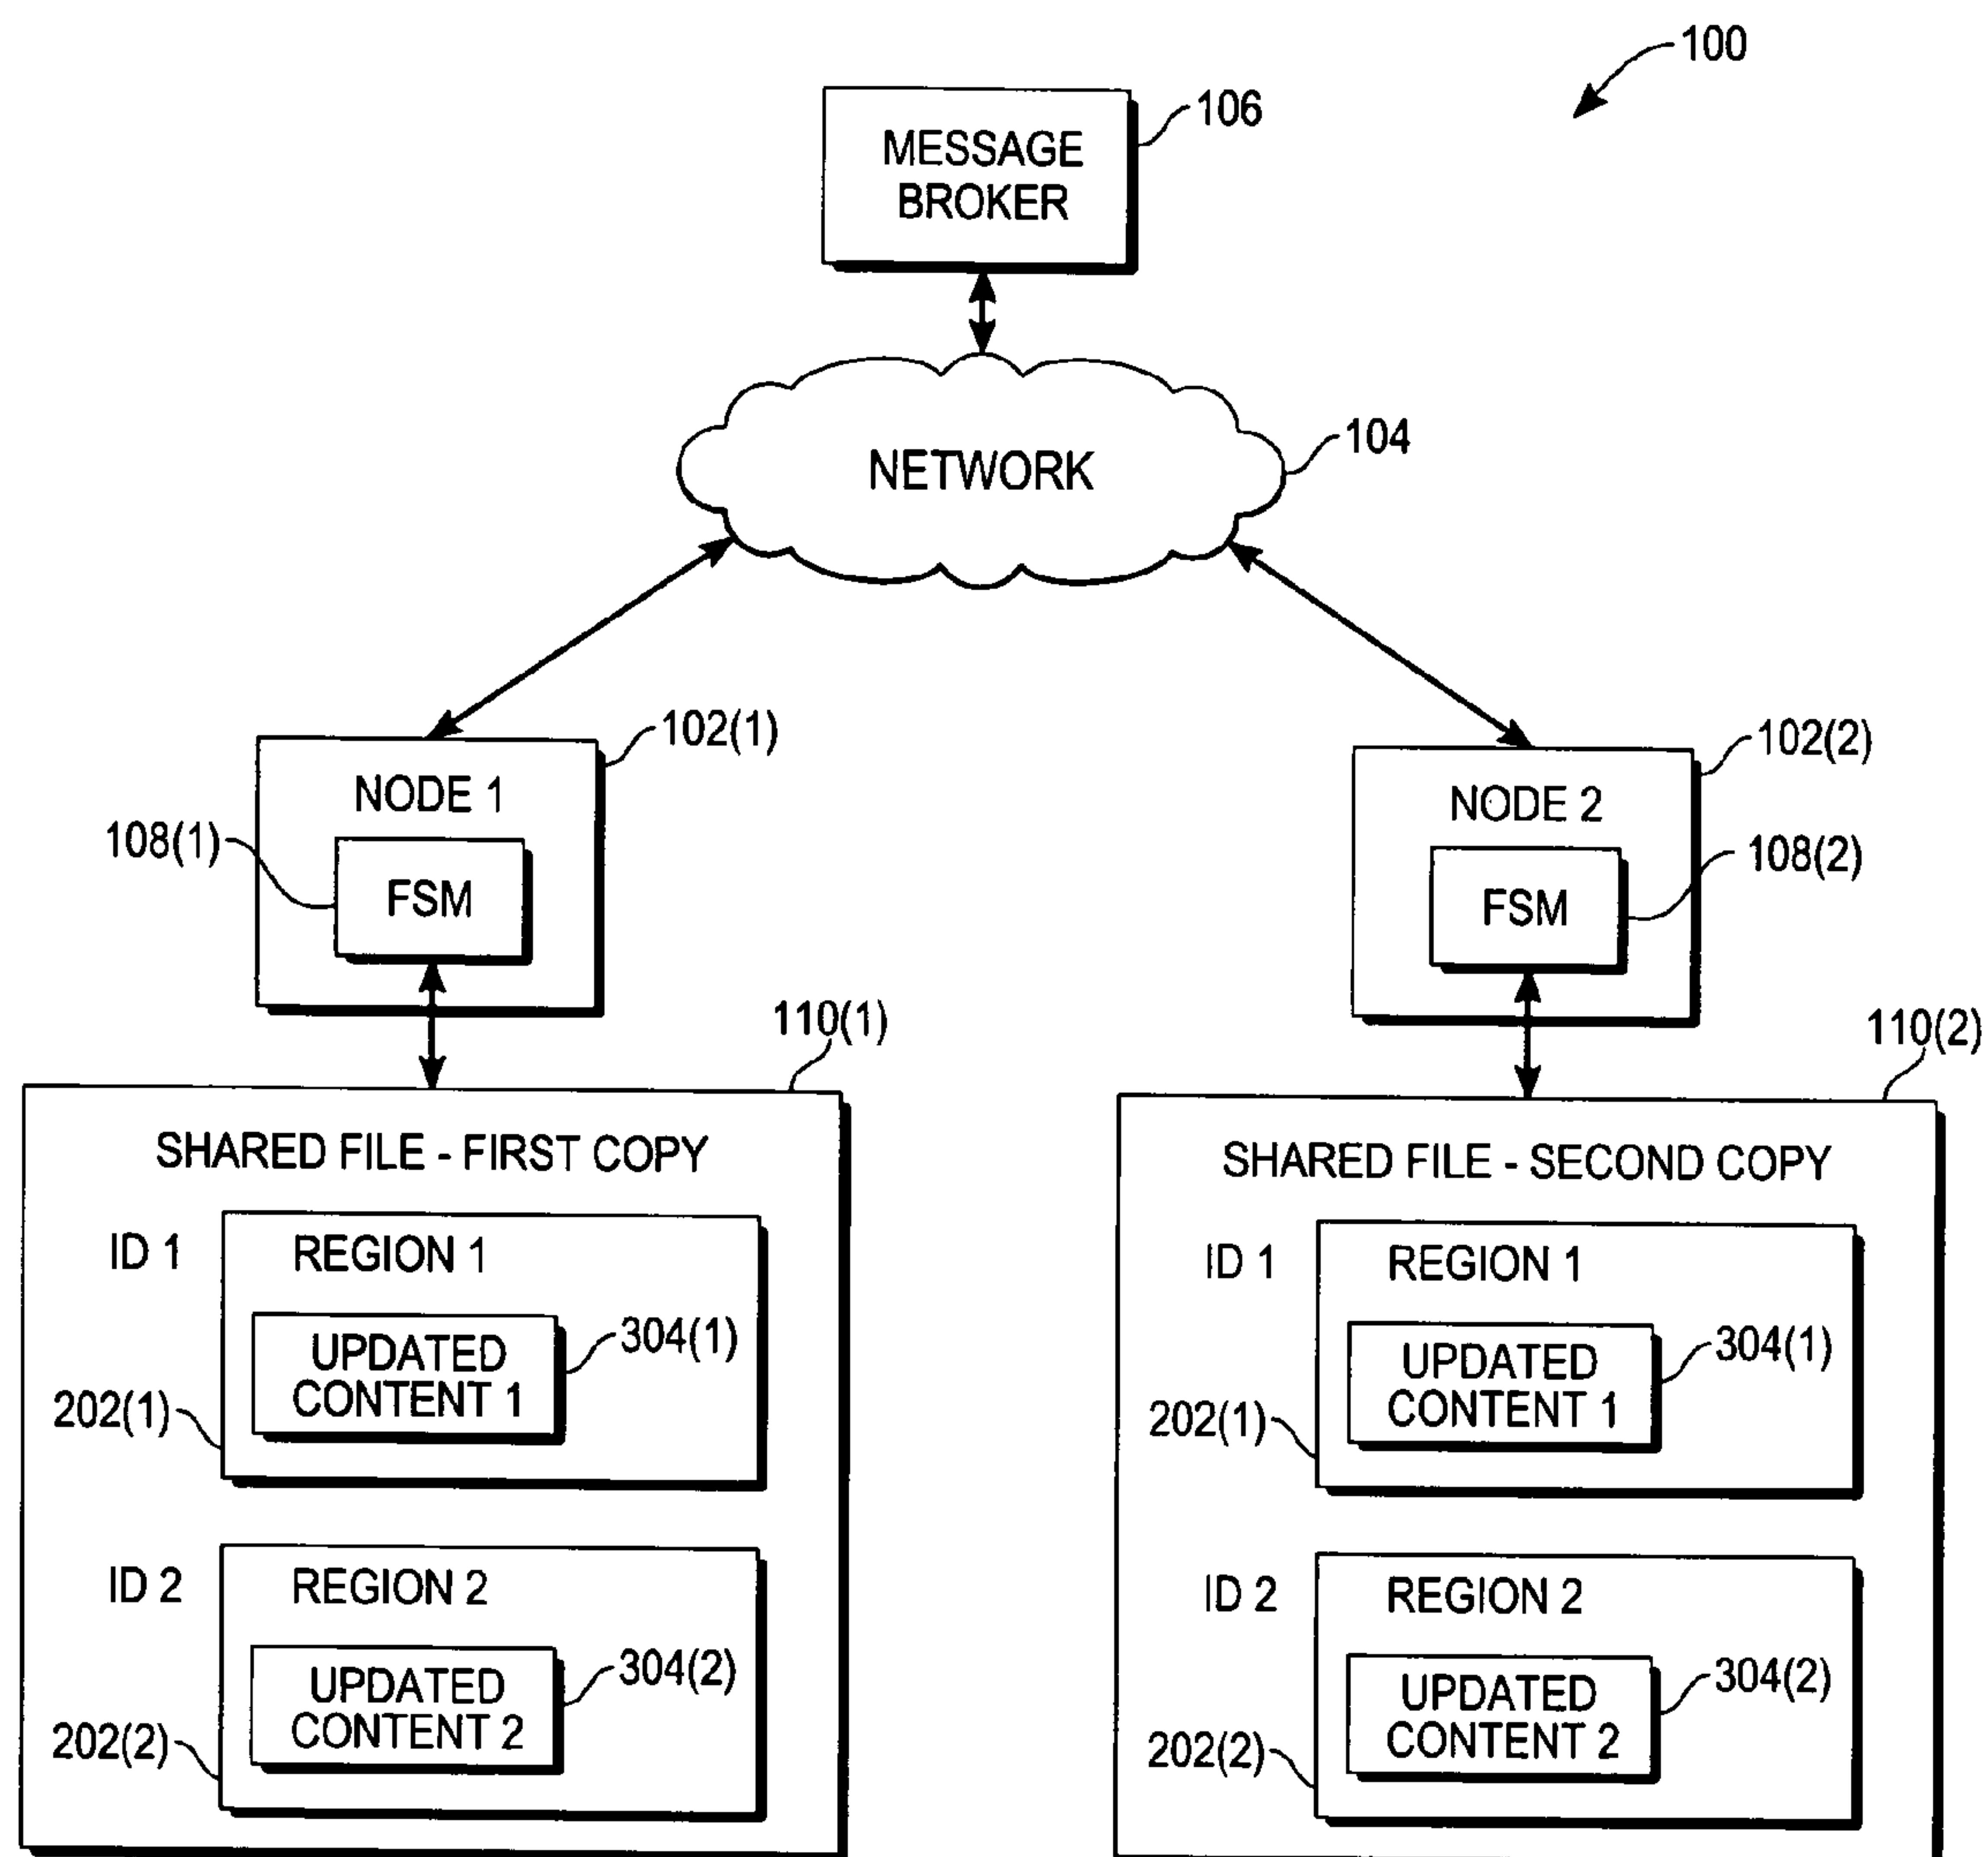 100
MESSAGE
BROKER
106
NETWORK
104
NODE 1
102(1)
FSM
108(1)
NODE 2
102(2)
FSM
108(2)
110(1)
SHARED FILE - FIRST COPY
ID 1
REGION 1
UPDATED
CONTENT 1
304(1)
202(1)
ID 2
REGION 2
UPDATED
CONTENT 2
304(2)
202(2)
110(2)
SHARED FILE - SECOND COPY
ID 1
REGION 1
UPDATED
CONTENT 1
304(1)
202(1)
ID 2
REGION 2
UPDATED
CONTENT 2
304(2)
202(2)